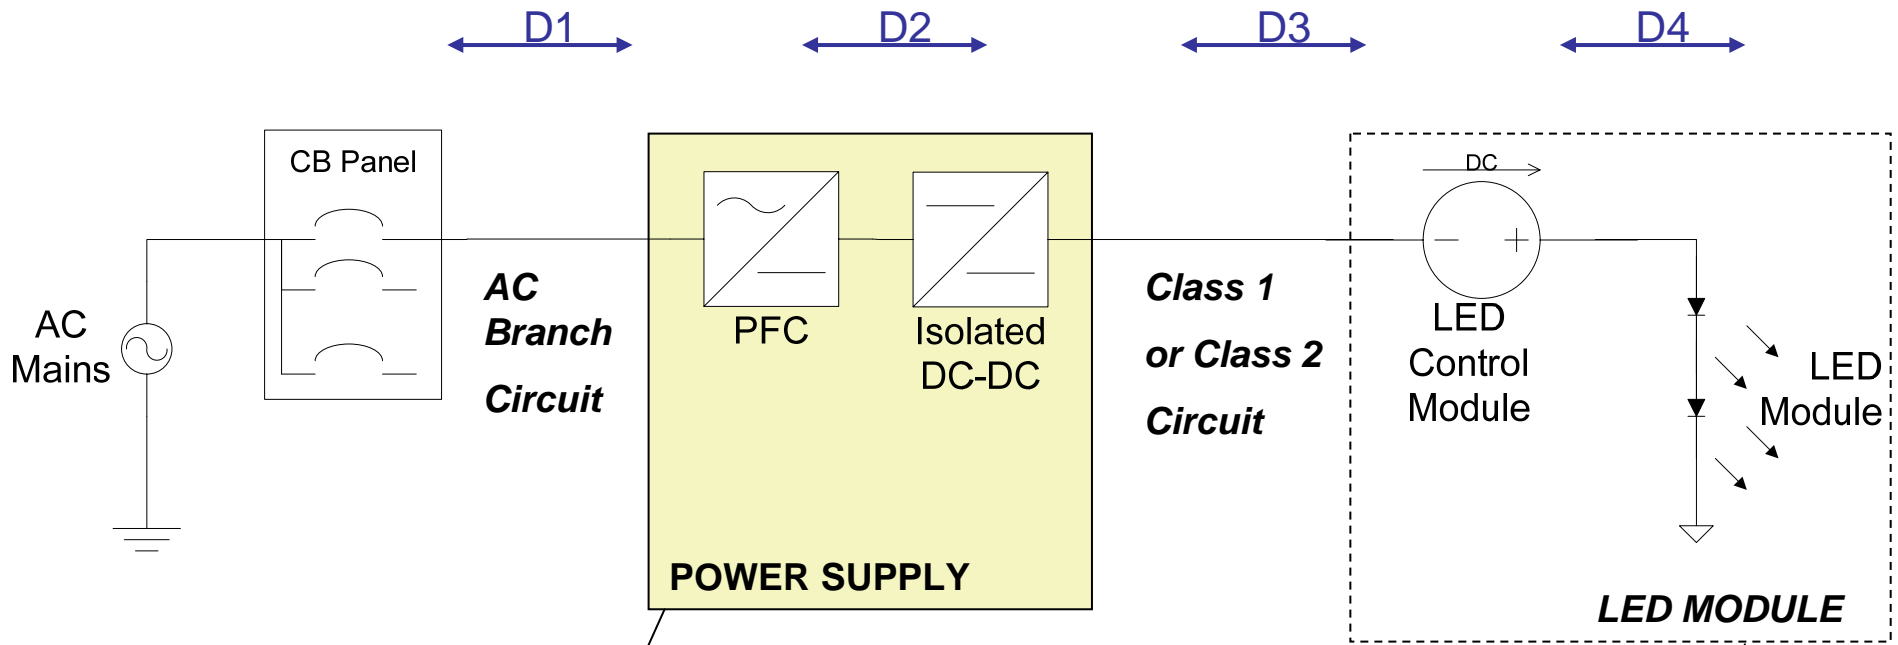 D1
D2
D3
D4
CB Panel
DC
AC
Mains
AC
Branch
Circuit
PFC
Isolated
DC-DC
Class 1
or Class 2
Circuit
LED
Control
Module
LED
Module
POWER SUPPLY
LED MODULE